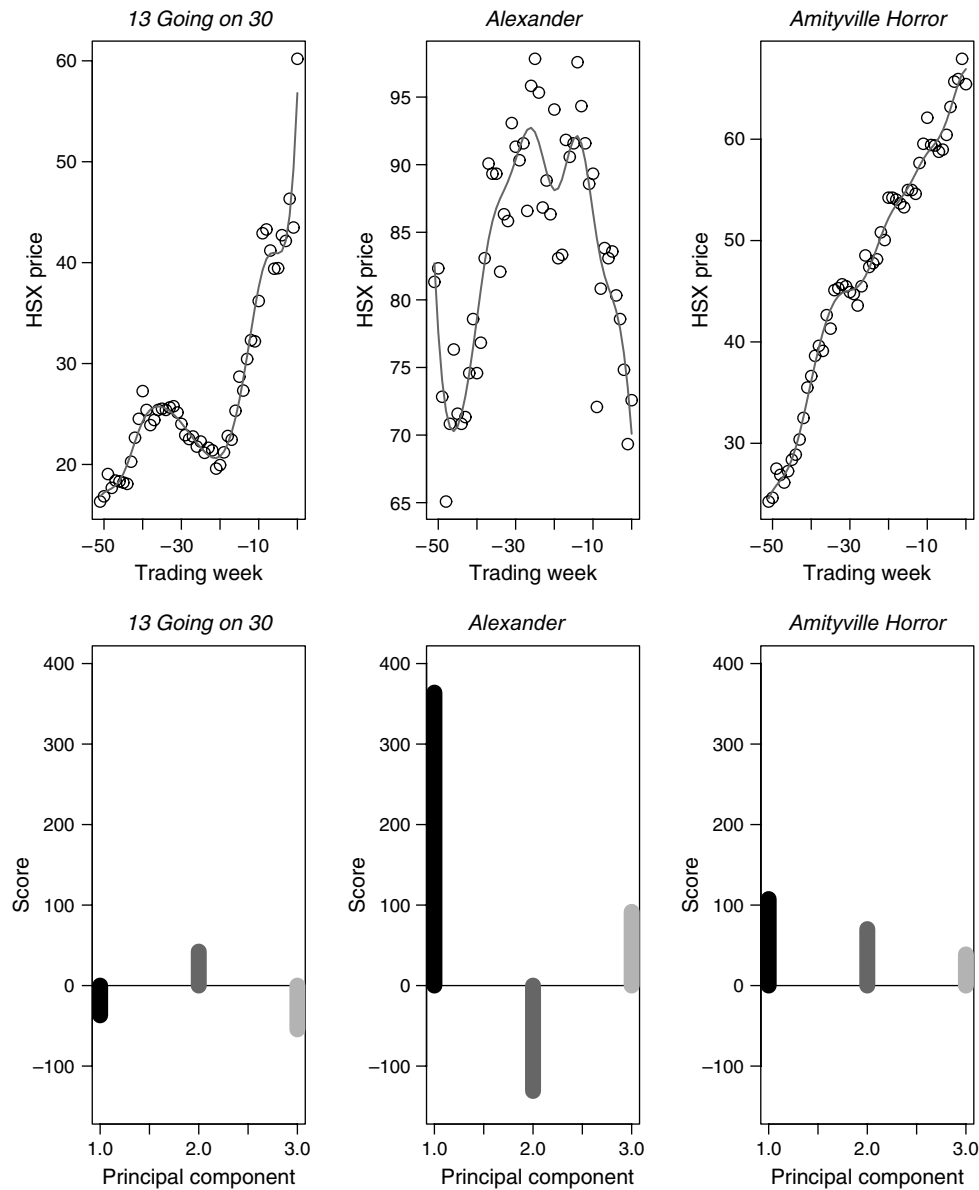 13 Going on 30
Alexander
Amityville Horror
HSX price
60
50
40
30
20
−50
−30
−10
Trading week
HSX price
95
90
85
80
75
70
65
−50
−30
−10
Trading week
HSX price
60
50
40
30
−50
−30
−10
Trading week
13 Going on 30
Alexander
Amityville Horror
Score
400
300
200
100
0
−100
1.0
2.0
3.0
Principal component
Score
400
300
200
100
0
−100
1.0
2.0
3.0
Principal component
Score
400
300
200
100
0
−100
1.0
2.0
3.0
Principal component